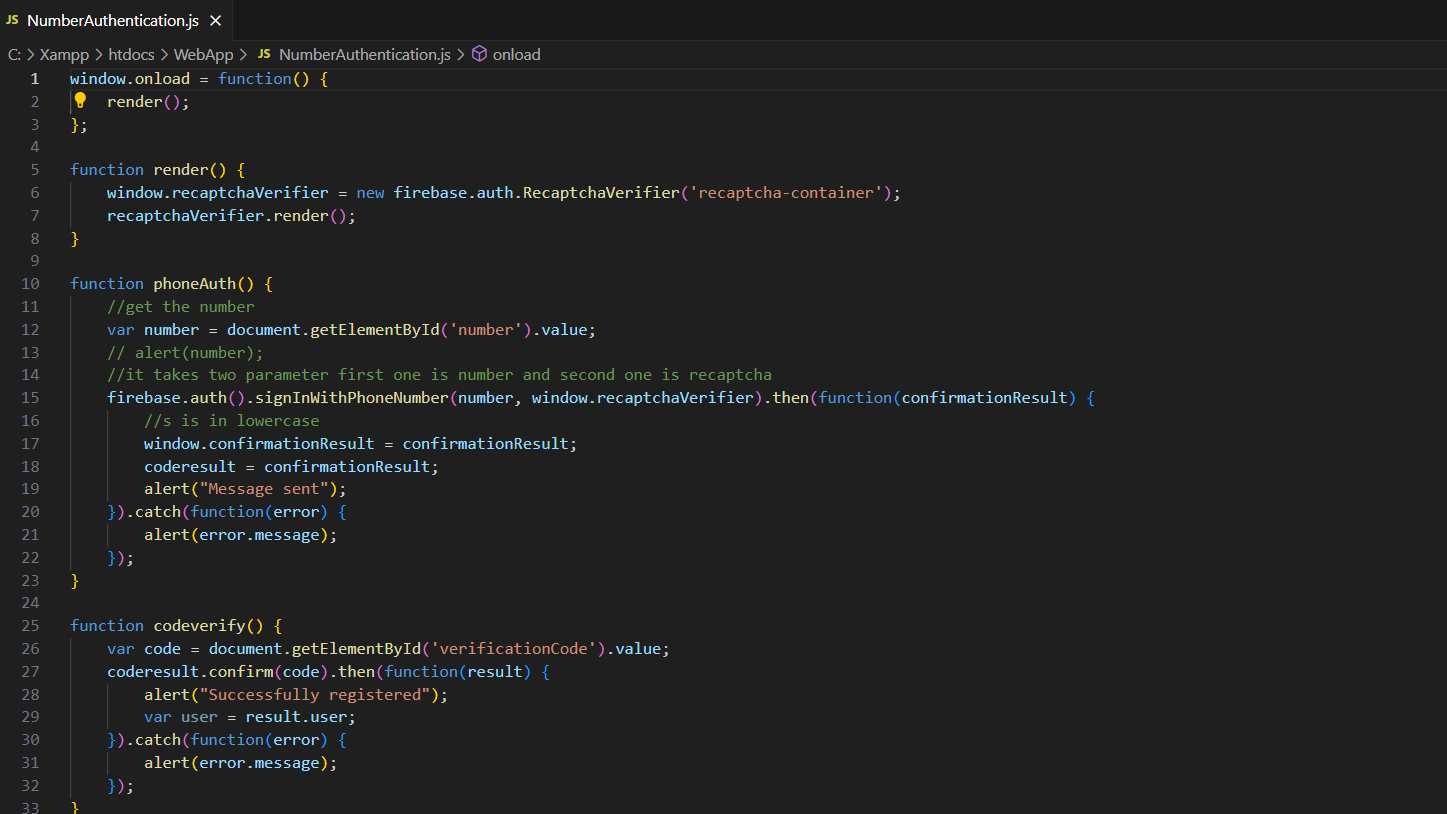 JS NumberAuthentication.js ×
C: > Xampp > htdocs > WebApp > JS NumberAuthentication.js > onload
1 window.onload = function() {
2     render();
3 };
4
5 function render() {
6     window.recaptchaVerifier = new firebase.auth.RecaptchaVerifier('recaptcha-container');
7     recaptchaVerifier.render();
8 }
9
10 function phoneAuth() {
11     //get the number
12     var number = document.getElementById('number').value;
13     // alert(number);
14     //it takes two parameter first one is number and second one is recaptcha
15     firebase.auth().signInWithPhoneNumber(number, window.recaptchaVerifier).then(function(confirmationResult) {
16         //s is in lowercase
17         window.confirmationResult = confirmationResult;
18         coderesult = confirmationResult;
19         alert("Message sent");
20     }).catch(function(error) {
21         alert(error.message);
22     });
23 }
24
25 function codeverify() {
26     var code = document.getElementById('verificationCode').value;
27     coderesult.confirm(code).then(function(result) {
28         alert("Successfully registered");
29         var user = result.user;
30     }).catch(function(error) {
31         alert(error.message);
32     });
33 }